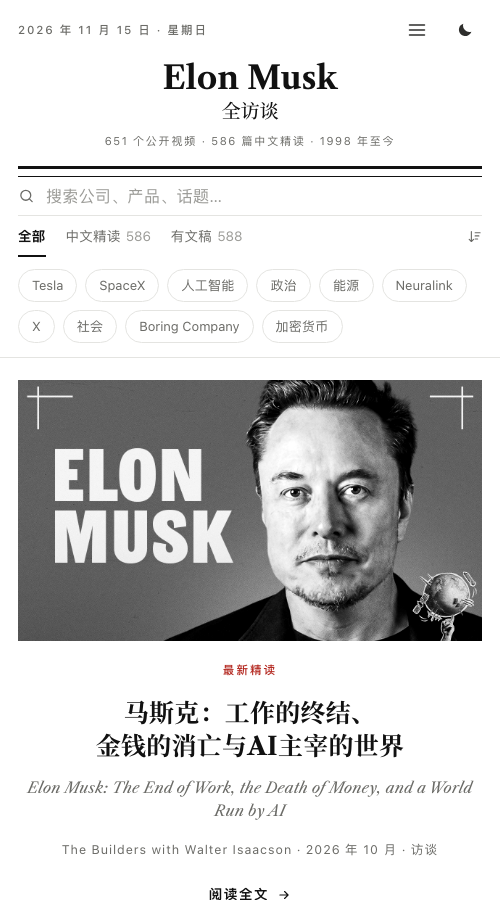 2026 年 11 月 15 日 · 星期日
Elon Musk
全访谈
651 个公开视频 · 586 篇中文精读 · 1998 年至今
搜索公司、产品、话题...
全部 中文精读 586 有文稿 588
Tesla SpaceX 人工智能 政治 能源 Neuralink
X 社会 Boring Company 加密货币
ELON
MUSK
最新精读
马斯克：工作的终结、
金钱的消亡与AI主宰的世界
Elon Musk: The End of Work, the Death of Money, and a World
Run by AI
The Builders with Walter Isaacson · 2026 年 10 月 · 访谈
阅读全文 →